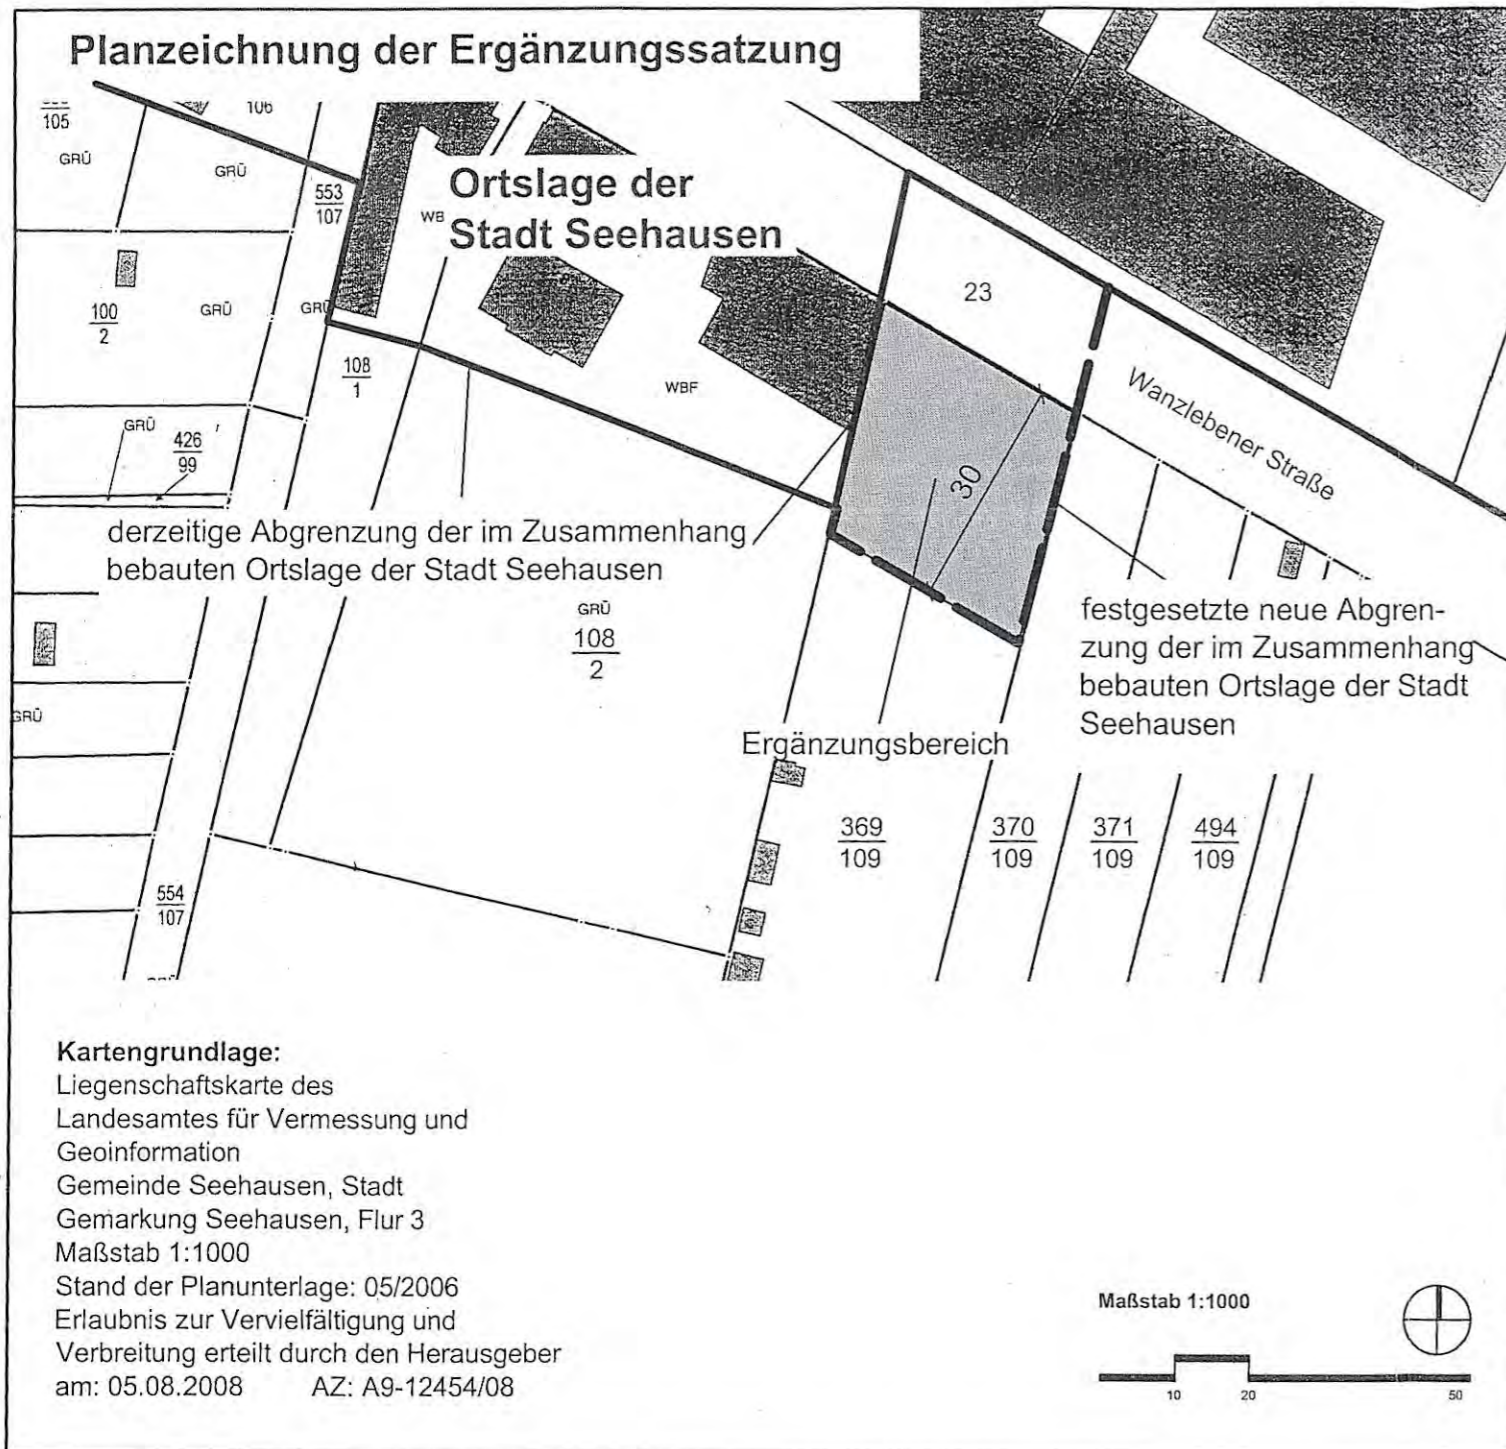 Planzeichnung der Ergänzungssatzung
105
106
GRÜ
GRÜ
553
107
WB
Ortslage der
Stadt Seehausen
23
100
2
GRÜ
GRÜ
108
1
WBF
Wanzlebener Straße
GRÜ
426
99
30
derzeitige Abgrenzung der im Zusammenhang
bebauten Ortslage der Stadt Seehausen
GRÜ
108
2
festgesetzte neue Abgren-
zung der im Zusammenhang
bebauten Ortslage der Stadt
Seehausen
GRÜ
Ergänzungsbereich
369
109
370
109
371
109
494
109
554
107
Kartengrundlage:
Liegenschaftskarte des
Landesamtes für Vermessung und
Geoinformation
Gemeinde Seehausen, Stadt
Gemarkung Seehausen, Flur 3
Maßstab 1:1000
Stand der Planunterlage: 05/2006
Erlaubnis zur Vervielfältigung und
Verbreitung erteilt durch den Herausgeber
am: 05.08.2008 AZ: A9-12454/08
Maßstab 1:1000
10 20 50